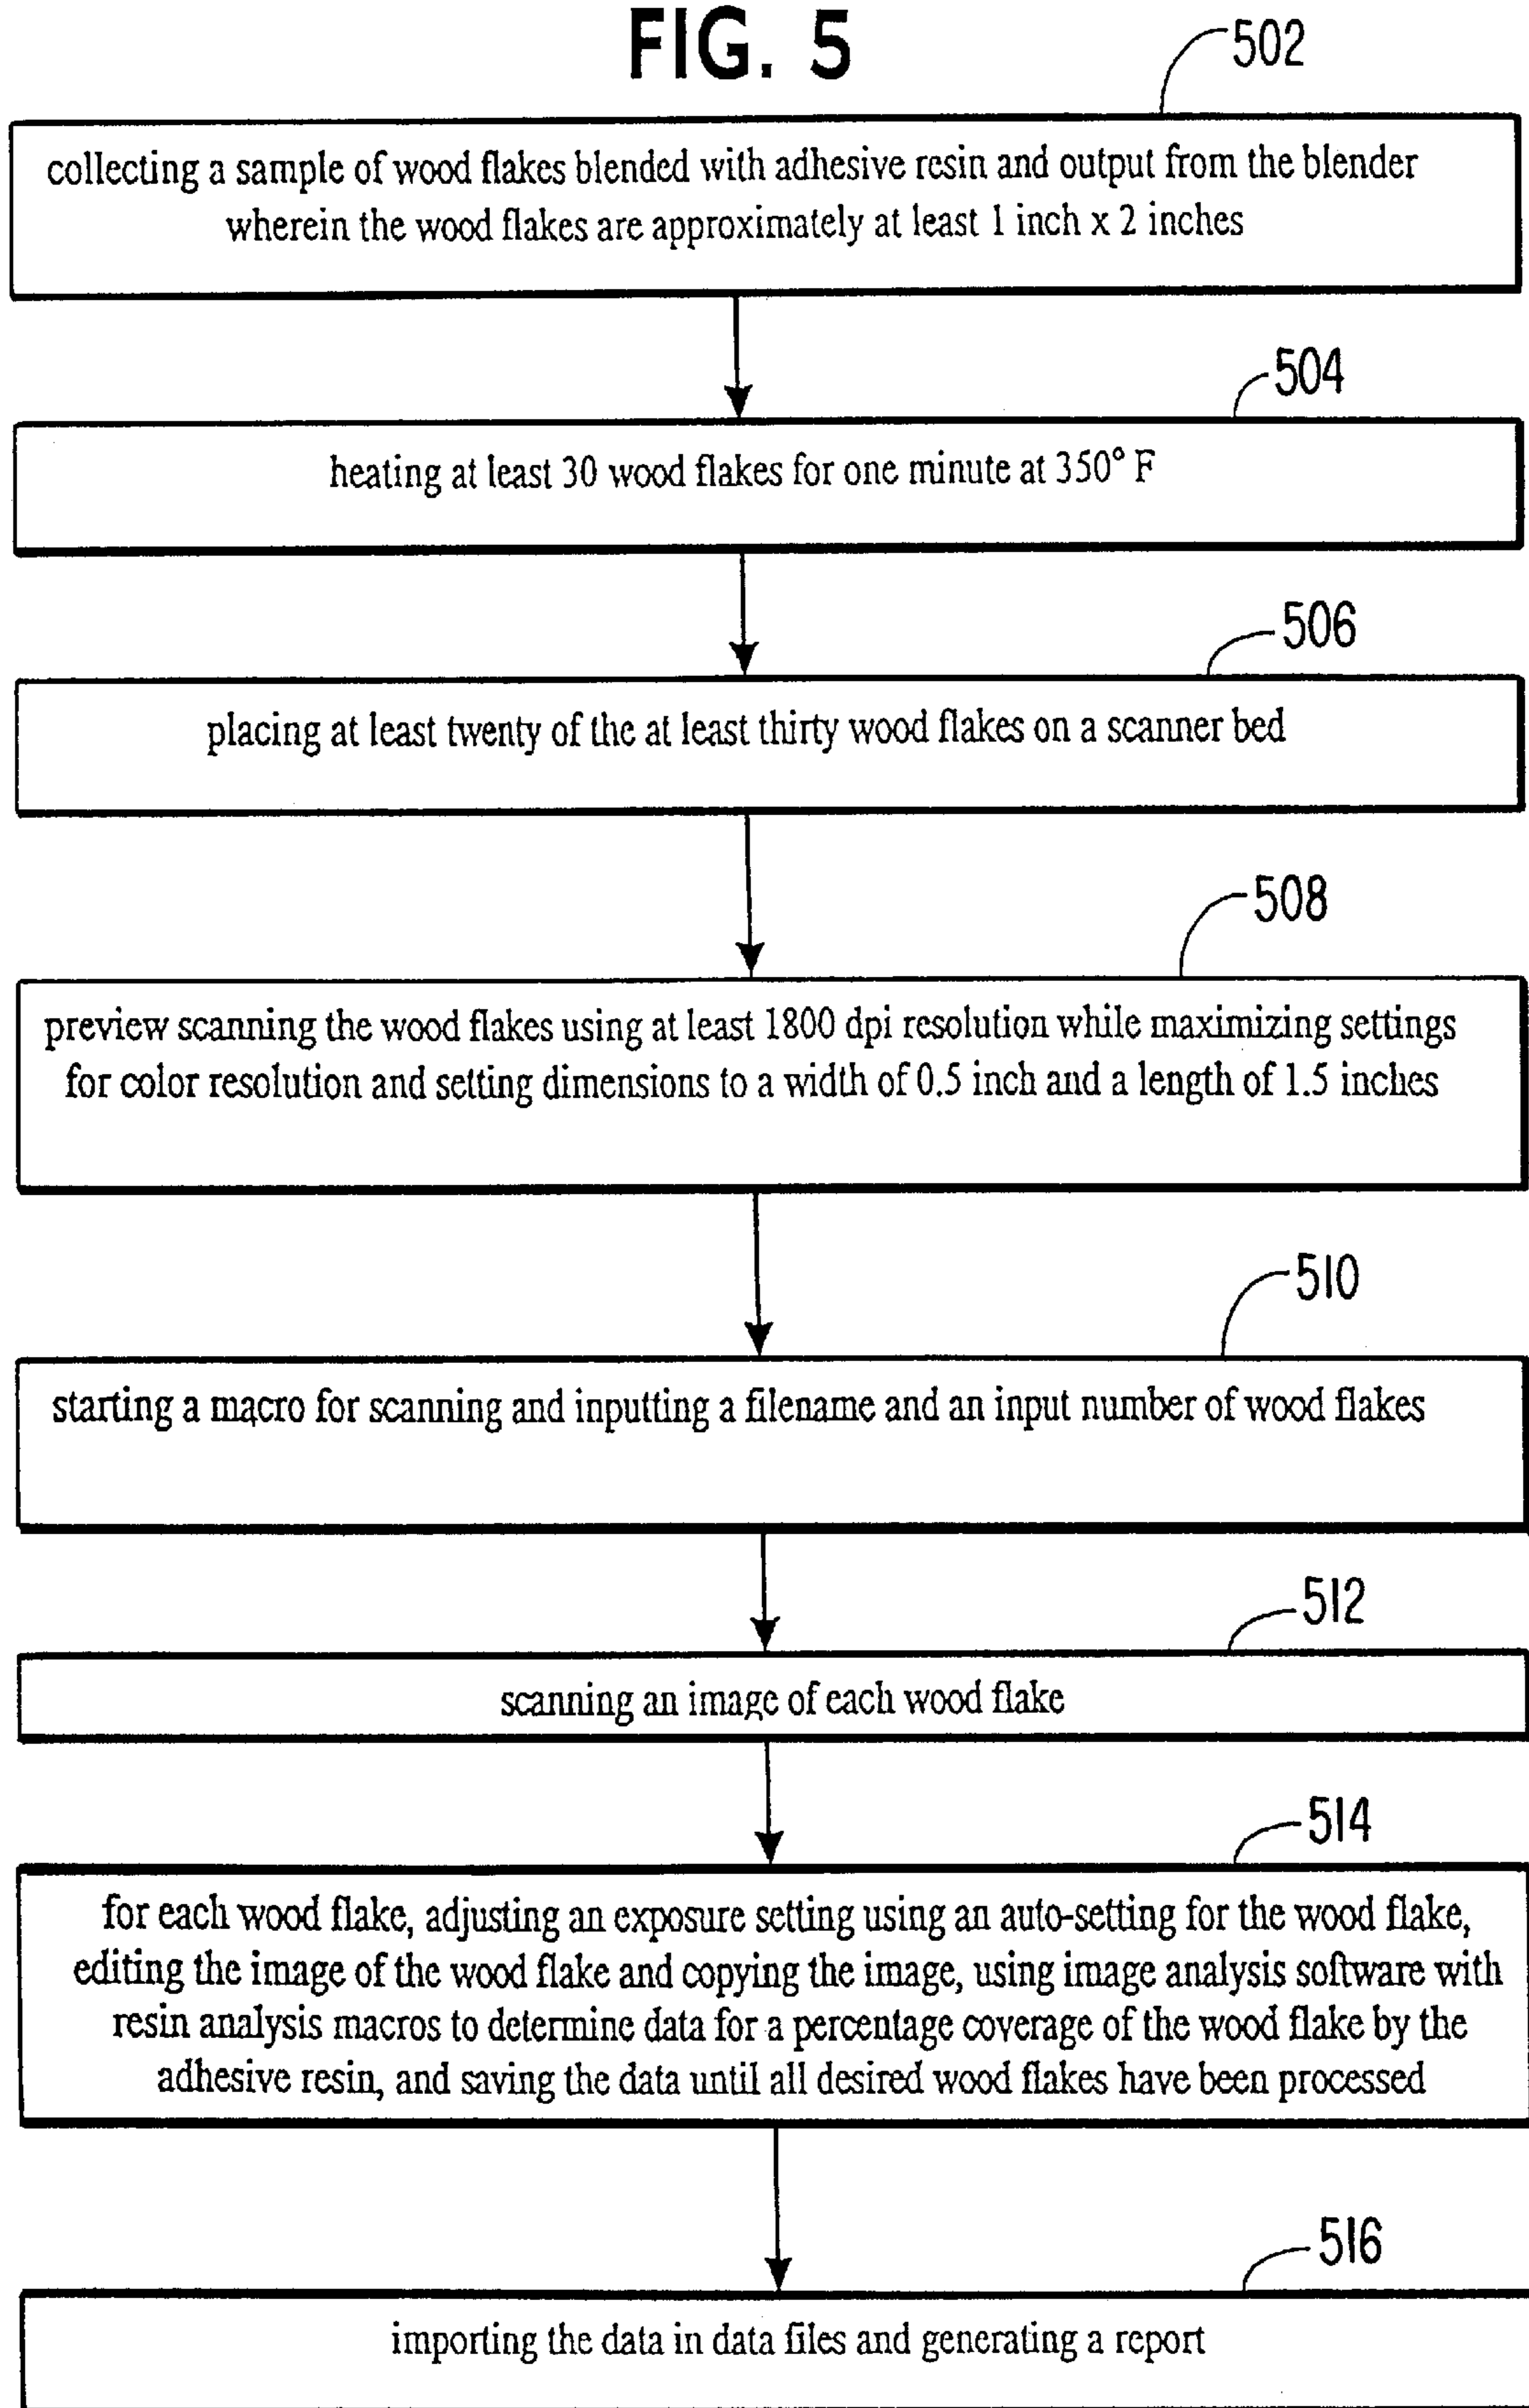 FIG. 5
502
collecting a sample of wood flakes blended with adhesive resin and output from the blender
wherein the wood flakes are approximately at least 1 inch x 2 inches
504
heating at least 30 wood flakes for one minute at 350° F
506
placing at least twenty of the at least thirty wood flakes on a scanner bed
508
preview scanning the wood flakes using at least 1800 dpi resolution while maximizing settings
for color resolution and setting dimensions to a width of 0.5 inch and a length of 1.5 inches
510
starting a macro for scanning and inputting a filename and an input number of wood flakes
512
scanning an image of each wood flake
514
for each wood flake, adjusting an exposure setting using an auto-setting for the wood flake,
editing the image of the wood flake and copying the image, using image analysis software with
resin analysis macros to determine data for a percentage coverage of the wood flake by the
adhesive resin, and saving the data until all desired wood flakes have been processed
516
importing the data in data files and generating a report